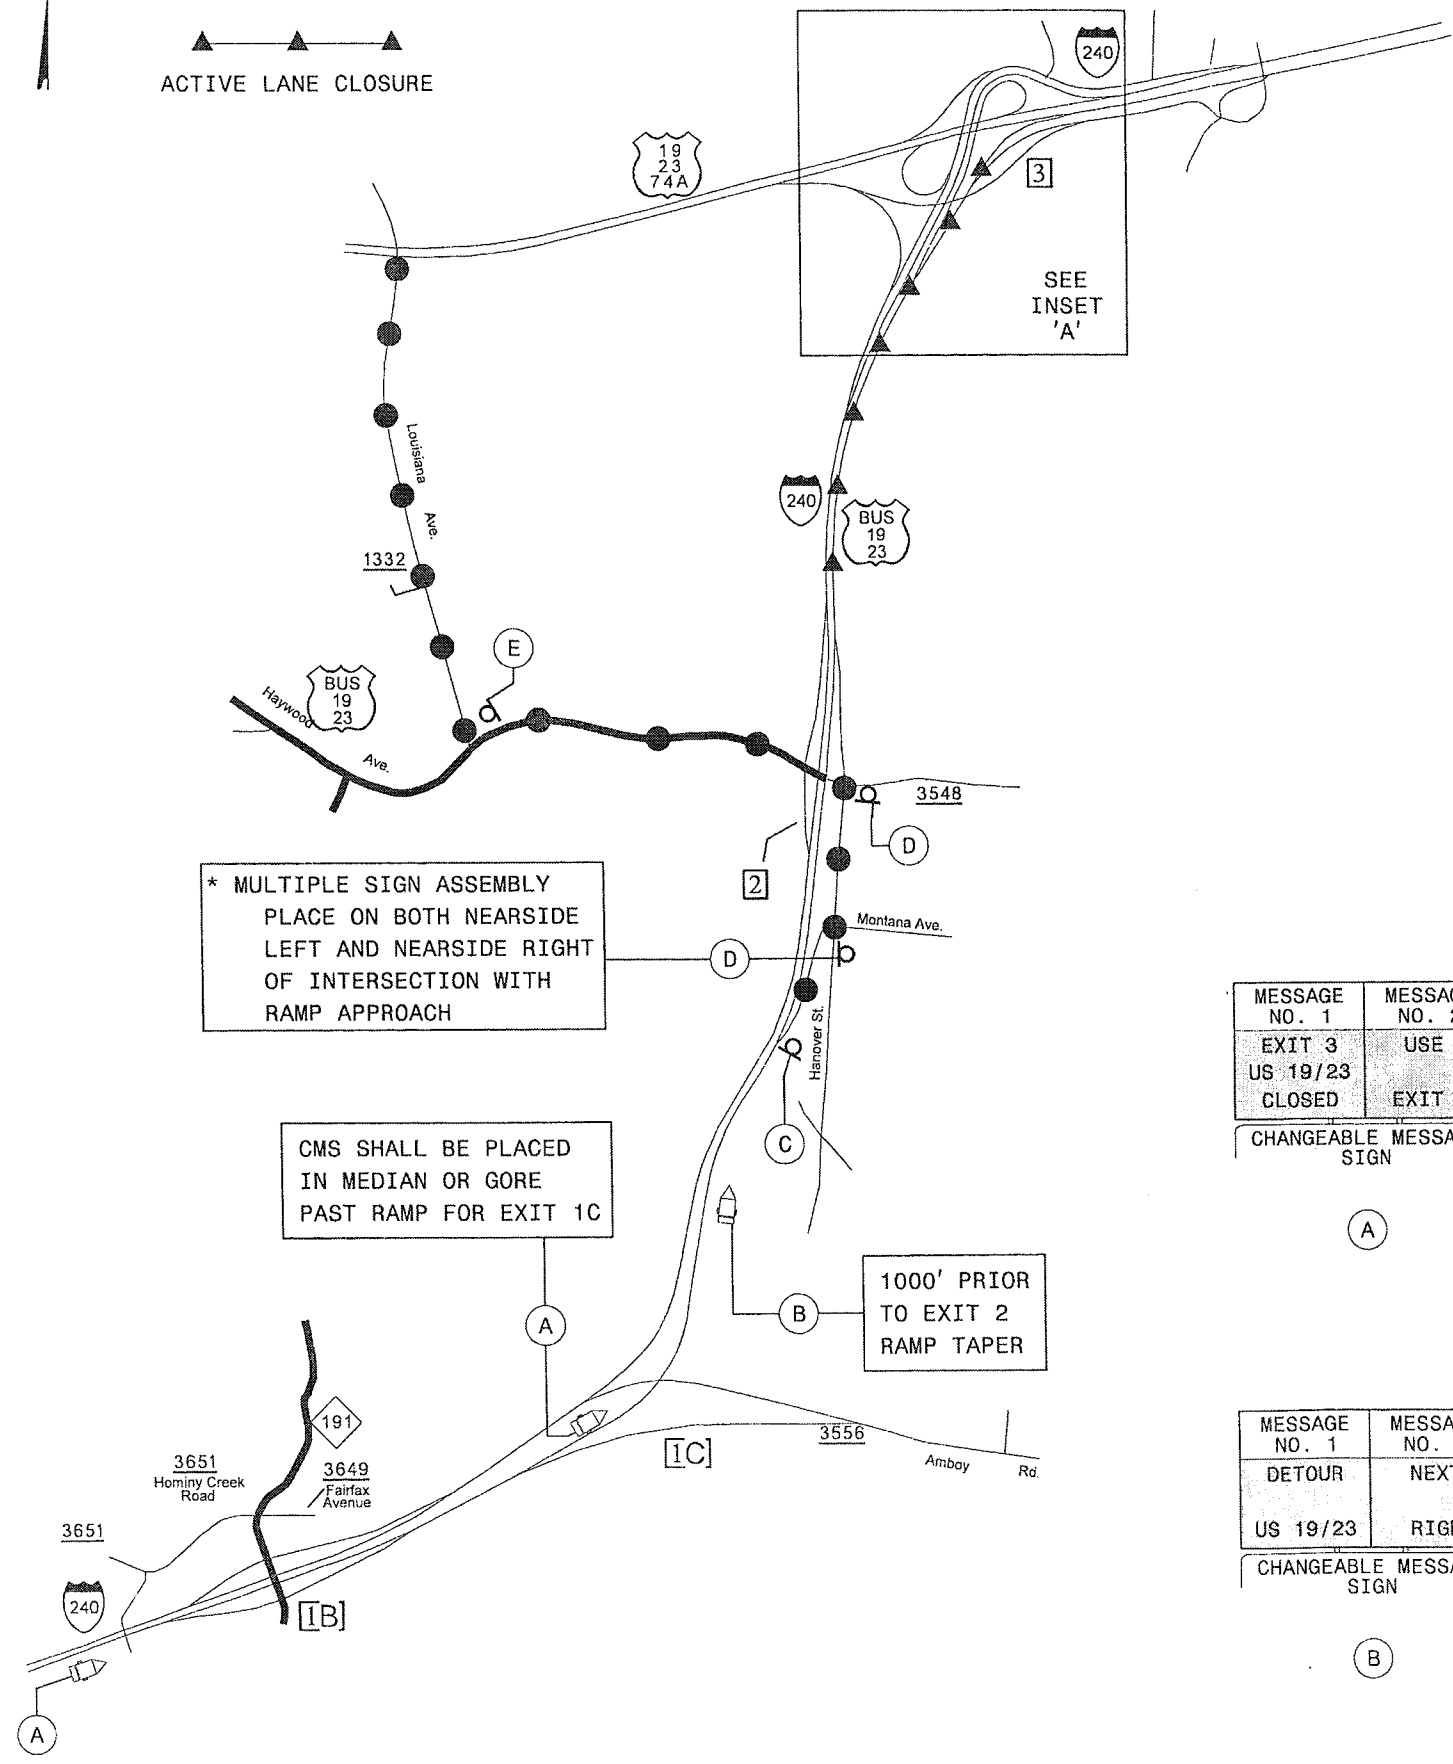 ACTIVE LANE CLOSURE
240
19
23
74A
3
SEE
INSET
'A'
Louisiana
Ave.
240
BUS
19
23
1332
E
BUS
19
23
Haywood
Ave.
3548
D
2
* MULTIPLE SIGN ASSEMBLY
PLACE ON BOTH NEARSIDE
LEFT AND NEARSIDE RIGHT
OF INTERSECTION WITH
RAMP APPROACH
D
Montana Ave.
Hanover St.
C
MESSAGE
NO. 1
EXIT 3
US 19/23
CLOSED
USE
EXIT
CHANGEABLE
SIGN
A
CMS SHALL BE PLACED
IN MEDIAN OR GORE
PAST RAMP FOR EXIT 1C
A
B
1000' PRIOR
TO EXIT 2
RAMP TAPER
191
3651
Hominy Creek
Road
3649
Fairfax
Avenue
1C
3556
Amboy
Rd.
3651
240
1B
A
MESSAGE
NO. 1
DETOUR
US 19/23
NO.
CHANGEABLE
SIGN
B